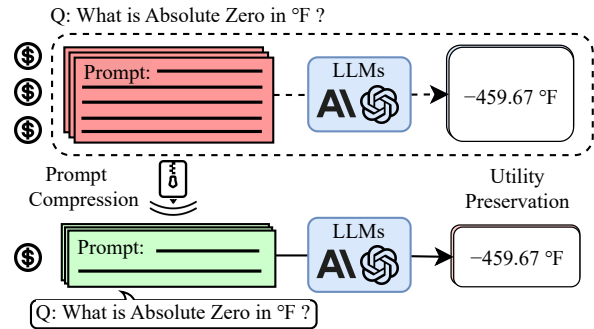 Q: What is Absolute Zero in °F ?
Prompt:
LLMs
−459.67 °F
Prompt
Compression
Utility
Preservation
Prompt:
LLMs
−459.67 °F
Q: What is Absolute Zero in °F ?